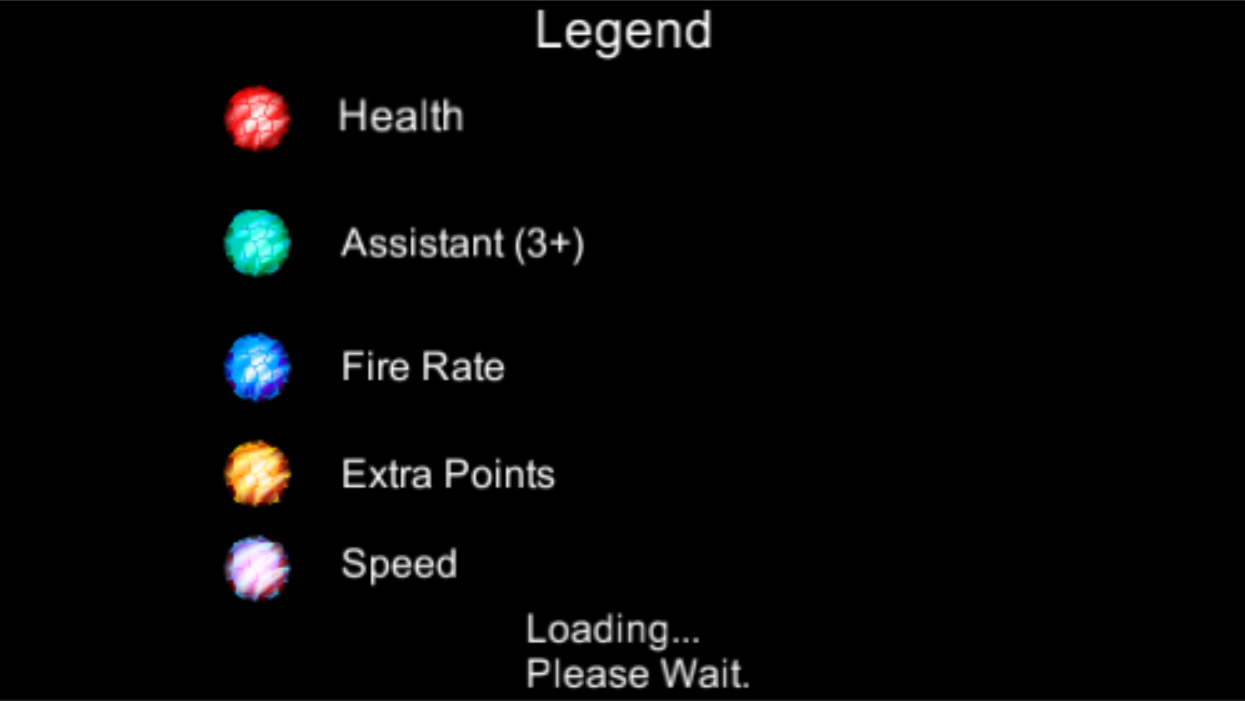 Legend
Health
Assistant (3+)
Fire Rate
Extra Points
Speed
Loading...
Please Wait.